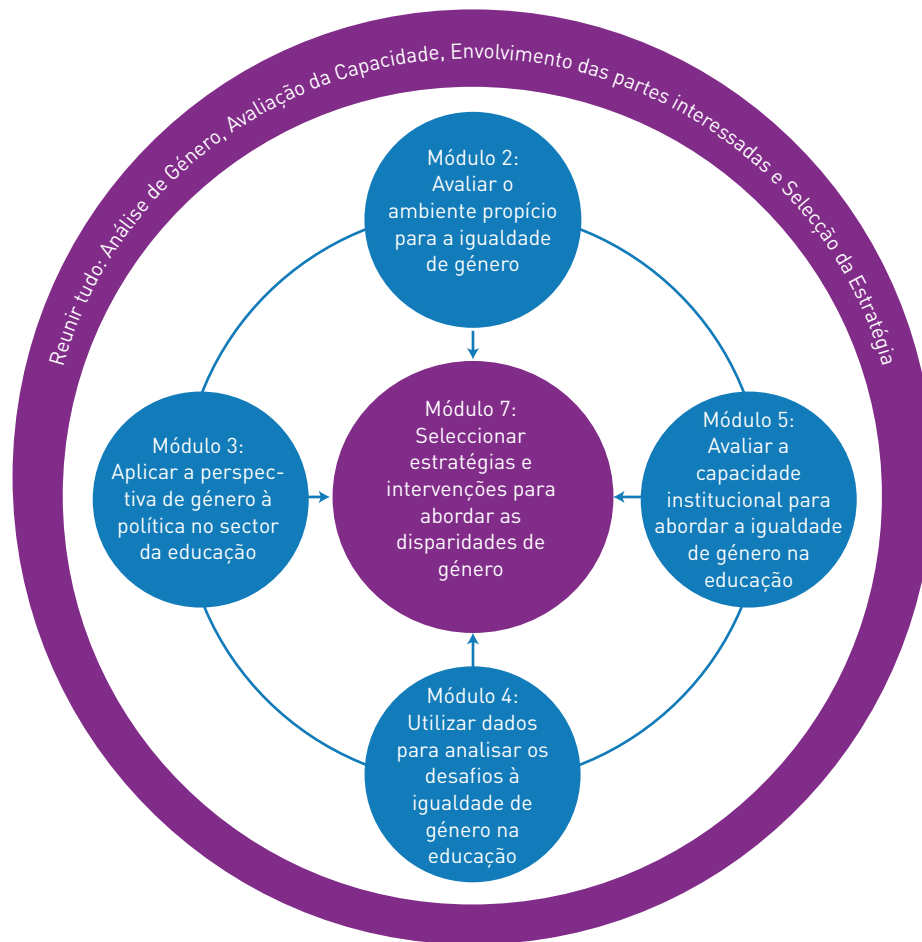 Reunir tudo: Análise de Género, Avaliação da Capacidade, Envolvimento das partes interessadas e Selecção da Estratégia
Módulo 2:
Avaliar o
ambiente propício
para a igualdade
de género
Módulo 3:
Aplicar a perspec-
tiva de género à
política no sector
da educação
Módulo 7:
Seleccionar
estratégias e
intervenções para
abordar as
disparidades de
género
Módulo 5:
Avaliar a
capacidade
institucional para
abordar a igualdade
de género na
educação
Módulo 4:
Utilizar dados
para analisar os
desafios à
igualdade de
género na
educação